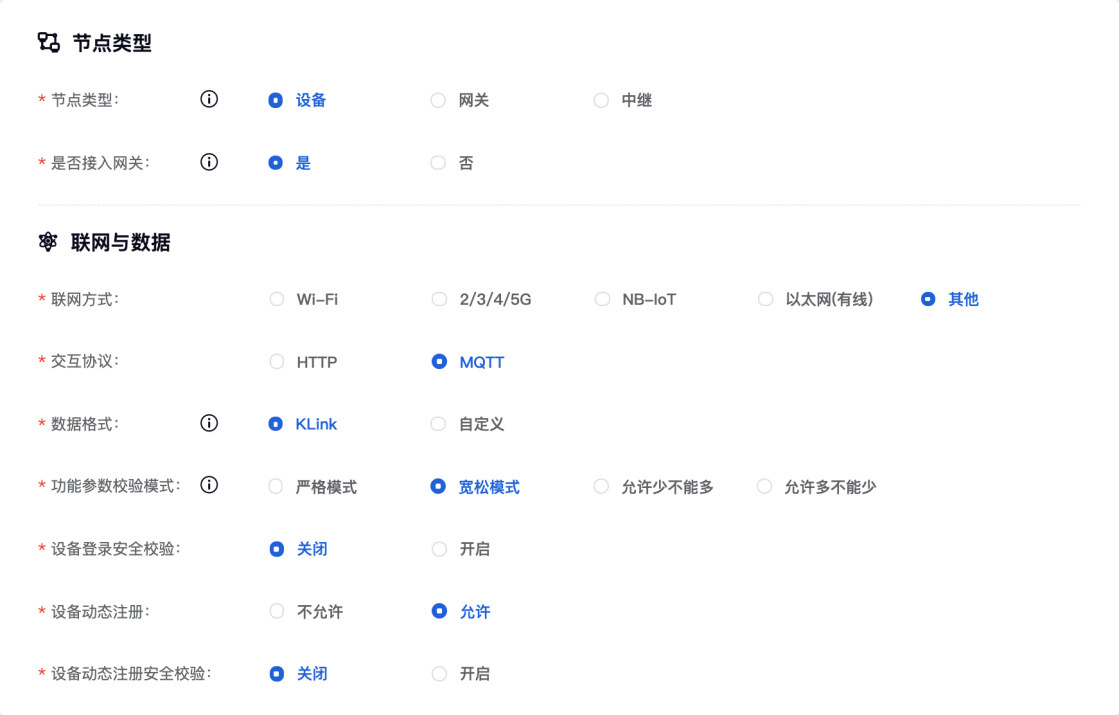 节点类型
* 节点类型: 设备 网关 中继
* 是否接入网关: 是 否
联网与数据
* 联网方式: Wi-Fi 2/3/4/5G NB-IoT 以太网(有线) 其他
* 交互协议: HTTP MQTT
* 数据格式: KLink 自定义
* 功能参数校验模式: 严格模式 宽松模式 允许少不能多 允许多不能少
* 设备登录安全校验: 关闭 开启
* 设备动态注册: 不允许 允许
* 设备动态注册安全校验: 关闭 开启